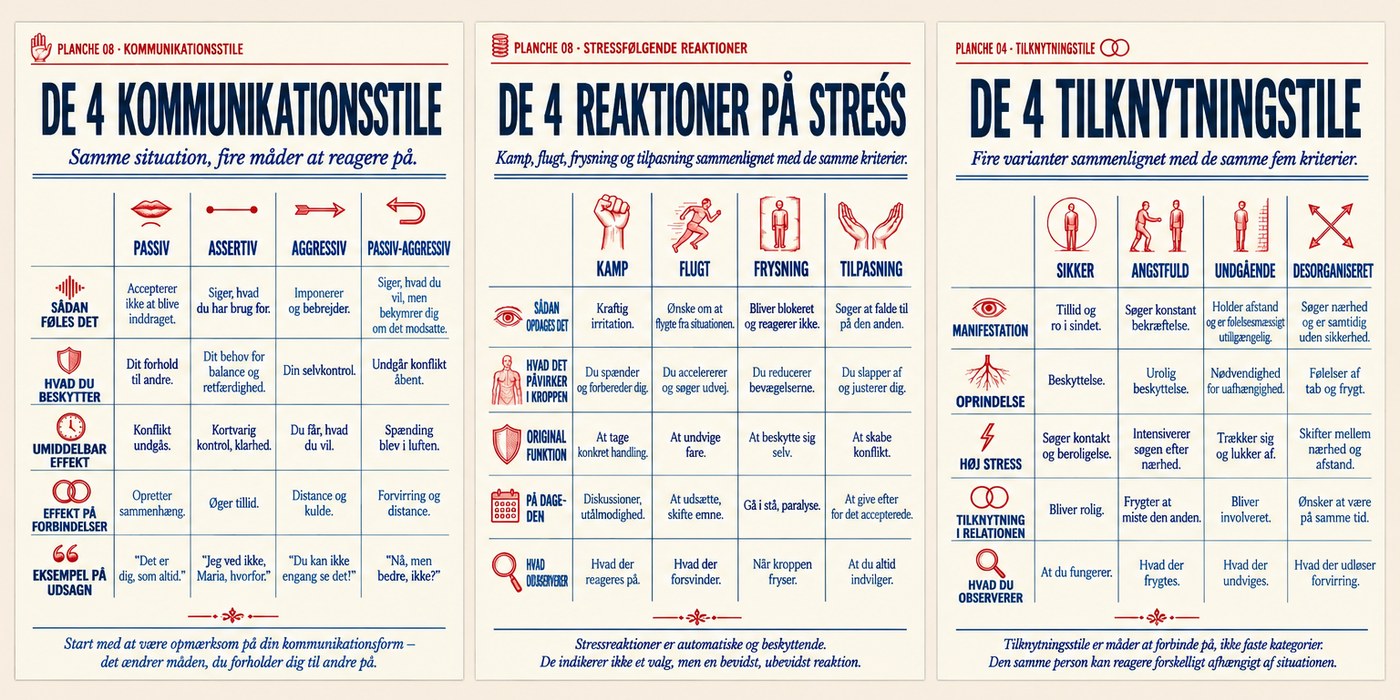 PLANCHE 08 · KOMMUNIKATIONSSTILE
DE 4 KOMMUNIKATIONSSTILE
Samme situation, fire måder at reagere på.
PASSIV
ASSERTIV
AGGRESSIV
PASSIV-AGGRESSIV
SÅDAN
FØLES DET
Accepterer
ikke at blive
inddraget.
Siger, hvad
du har brug for.
Imponerer
og bebrejder.
Siger, hvad du
vil, men
bekymrer dig
om det modsatte.
HVAD DU
BESKYTTER
Dit forhold
til andre.
Dit behov for
balance og
retfærdighed.
Din selvkontrol.
Undgår konflikt
åbent.
UMIDDELBAR
EFFEKT
Konflikt
undgås.
Kortvarig
kontrol, klarhed.
Du får, hvad
du vil.
Spænding
blev i luften.
EFFEKT PÅ
FORBINDELSER
Opretter
sammenhæng.
Øger tillid.
Distance og
kulde.
Forvirring og
distance.
EKSEMPEL PÅ
UDSAGN
"Det er
dig, som altid."
"Jeg ved ikke,
Maria, hvorfor."
"Du kan ikke
engang se det!"
"Nå, men
bedre, ikke?"
Start med at være opmærksom på din kommunikationsform –
det ændrer måden, du forholder dig til andre på.
PLANCHE 08 · STRESSFØLGENDE REAKTIONER
DE 4 REAKTIONER PÅ STREŚS
Kamp, flugt, frysning og tilpasning sammenlignet med de samme kriterier.
KAMP
FLUGT
FRYSNING
TILPASNING
SÅDAN
OPDAGES DET
Kraftig
irritation.
Ønske om at
flygte fra situationen.
Bliver blokeret
og reagerer ikke.
Søger at falde til
på den anden.
HVAD DET
PÅVIRKER
I KROPPEN
Du spænder
og forbereder dig.
Du accelererer
og søger udvej.
Du reducerer
bevægelserne.
Du slapper af
og justerer dig.
ORIGINAL
FUNKTION
At tage
konkret handling.
At undvige
fare.
At beskytte sig
selv.
At skabe
konflikt.
PÅ DAGE-
DEN
Diskussioner,
utålmodighed.
At udsætte,
skifte emne.
Gå i stå, paralyse.
At give efter
for det accepterede.
HVAD
Hvad der
reageres på.
Hvad der
forsvinder.
Når kroppen
fryser.
At du altid
indvilger.
Stressreaktioner er automatiske og beskyttende.
De indikerer ikke et valg, men en bevidst, ubevidst reaktion.
PLANCHE 04 · TILKNYTNINGSTILE
DE 4 TILKNYTNINGSTILE
Fire varianter sammenlignet med de samme fem kriterier.
SIKKER
ANGSTFULD
UNDGÅENDE
DESORGANISERET
MANIFESTATION
Tillid og
ro i sindet.
Søger konstant
bekræftelse.
Holder afstand
og er følelsesmæssigt
utilgængelig.
Søger nærhed
og er samtidig
uden sikkerhed.
OPRINDELSE
Beskyttelse.
Urolig
beskyttelse.
Nødvendighed
for uafhængighed.
Følelser af
tab og frygt.
HØJ STRESS
Søger kontakt
og beroligelse.
Intensiverer
søgen efter
nærhed.
Trækker sig
og lukker af.
Skifter mellem
nærhed og
afstand.
TILKNYTNING
I RELATIONEN
Bliver rolig.
Frygter at
miste den anden.
Bliver
involveret.
Ønsker at være
på samme tid.
HVAD DU
OBSERVERER
At du fungerer.
Hvad der
frygtes.
Hvad der
undviges.
Hvad der udløser
forvirring.
Tilknytningsstile er måder at forbinde på, ikke faste kategorier.
Den samme person kan reagere forskelligt afhængigt af situationen.